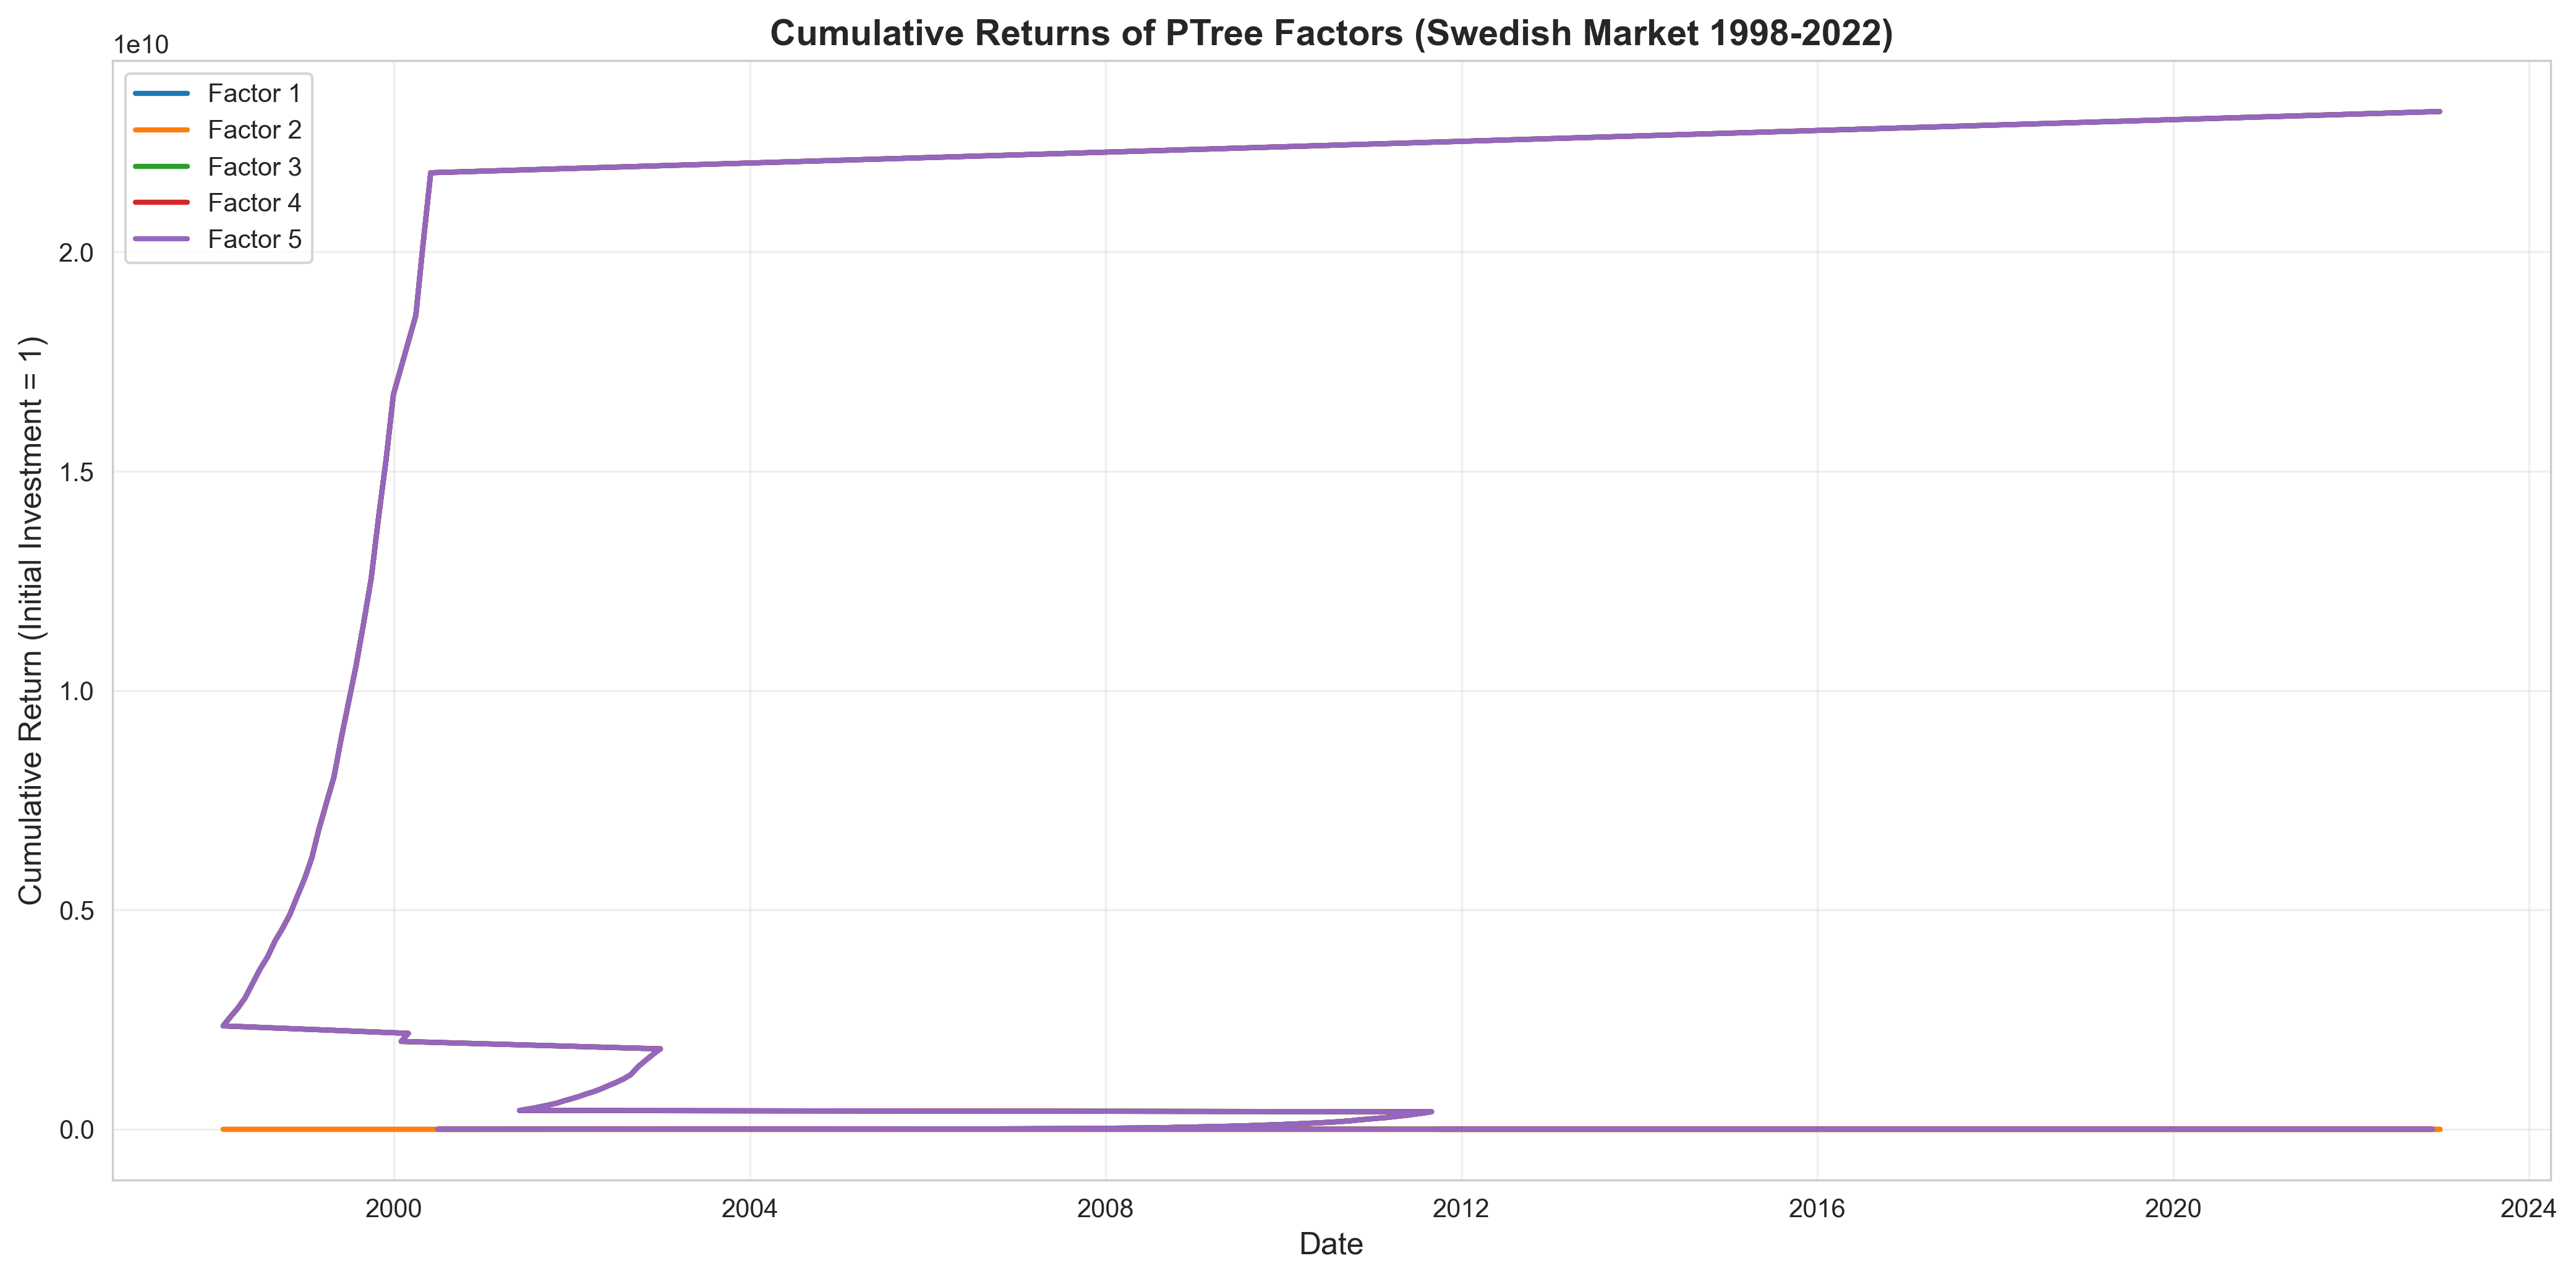 Cumulative Returns of PTree Factors (Swedish Market 1998-2022)
1e10
Factor 1
Factor 2
Factor 3
Factor 4
Factor 5
Cumulative Return (Initial Investment = 1)
2.0
1.5
1.0
0.5
0.0
2000 2004 2008 2012 2016 2020 2024
Date